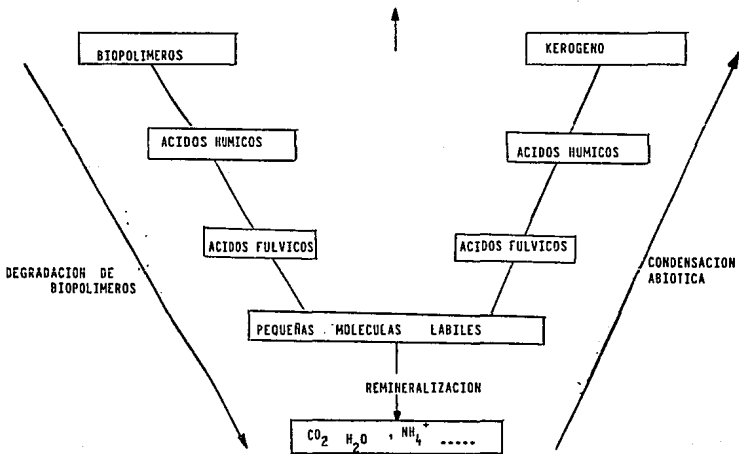 BIOPOLIMEROS
KEROGENO
ACIDOS HUMICOS
ACIDOS HUMICOS
ACIDOS FULVICOS
ACIDOS FULVICOS
DEGRADACION DE
BIOPOLIMEROS
CONDENSACION
ABIOTICA
PEQUEÑAS MOLECULAS LABILES
REMINERALIZACION
CO₂ H₂O , NH₄⁺ .....